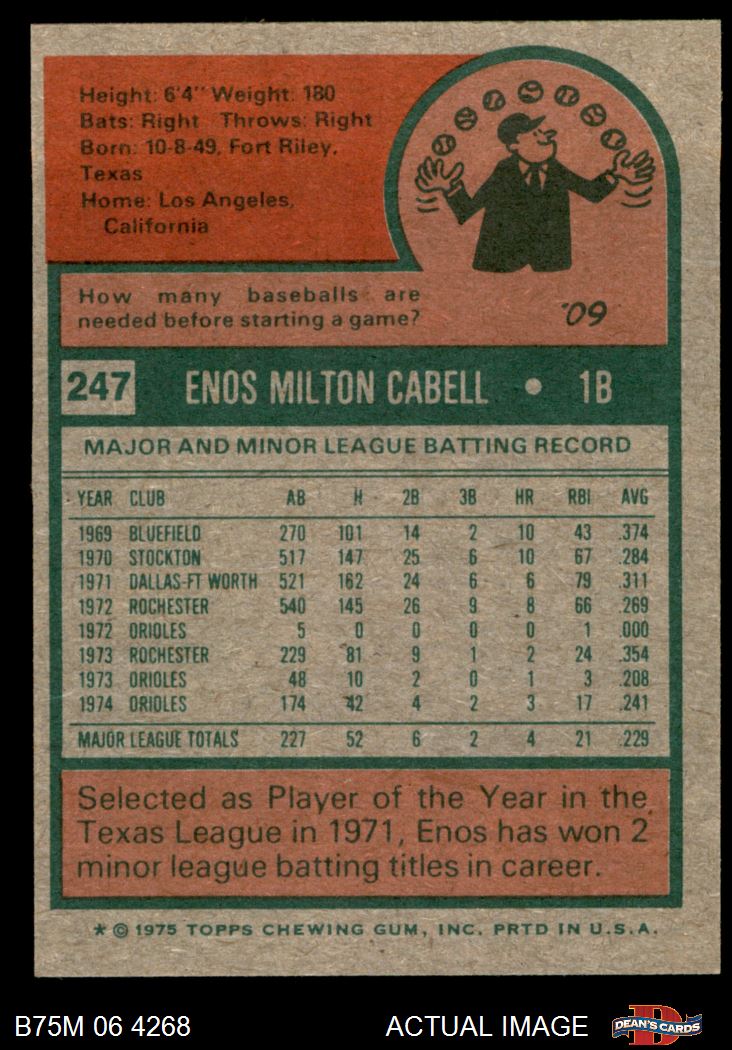 Height: 6'4" Weight: 180
Bats: Right Throws: Right
Born: 10-8-49, Fort Riley,
Texas
Home: Los Angeles,
California
How many baseballs are
needed before starting a game?
'09
247 ENOS MILTON CABELL • 1B
MAJOR AND MINOR LEAGUE BATTING RECORD
YEAR CLUB AB H 2B 3B HR RBI AVG
1969 BLUEFIELD 270 101 14 2 10 43 .374
1970 STOCKTON 517 147 25 6 10 67 .284
1971 DALLAS-FT WORTH 521 162 24 6 6 79 .311
1972 ROCHESTER 540 145 26 9 8 66 .269
1972 ORIOLES 5 0 0 0 0 1 .000
1973 ROCHESTER 229 81 9 1 2 24 .354
1973 ORIOLES 48 10 2 0 1 3 .208
1974 ORIOLES 174 42 4 2 3 17 .241
MAJOR LEAGUE TOTALS 227 52 6 2 4 21 .229
Selected as Player of the Year in the
Texas League in 1971, Enos has won 2
minor league batting titles in career.
* © 1975 TOPPS CHEWING GUM, INC. PRTD IN U.S.A.
B75M 06 4268 ACTUAL IMAGE DEAN'S CARDS